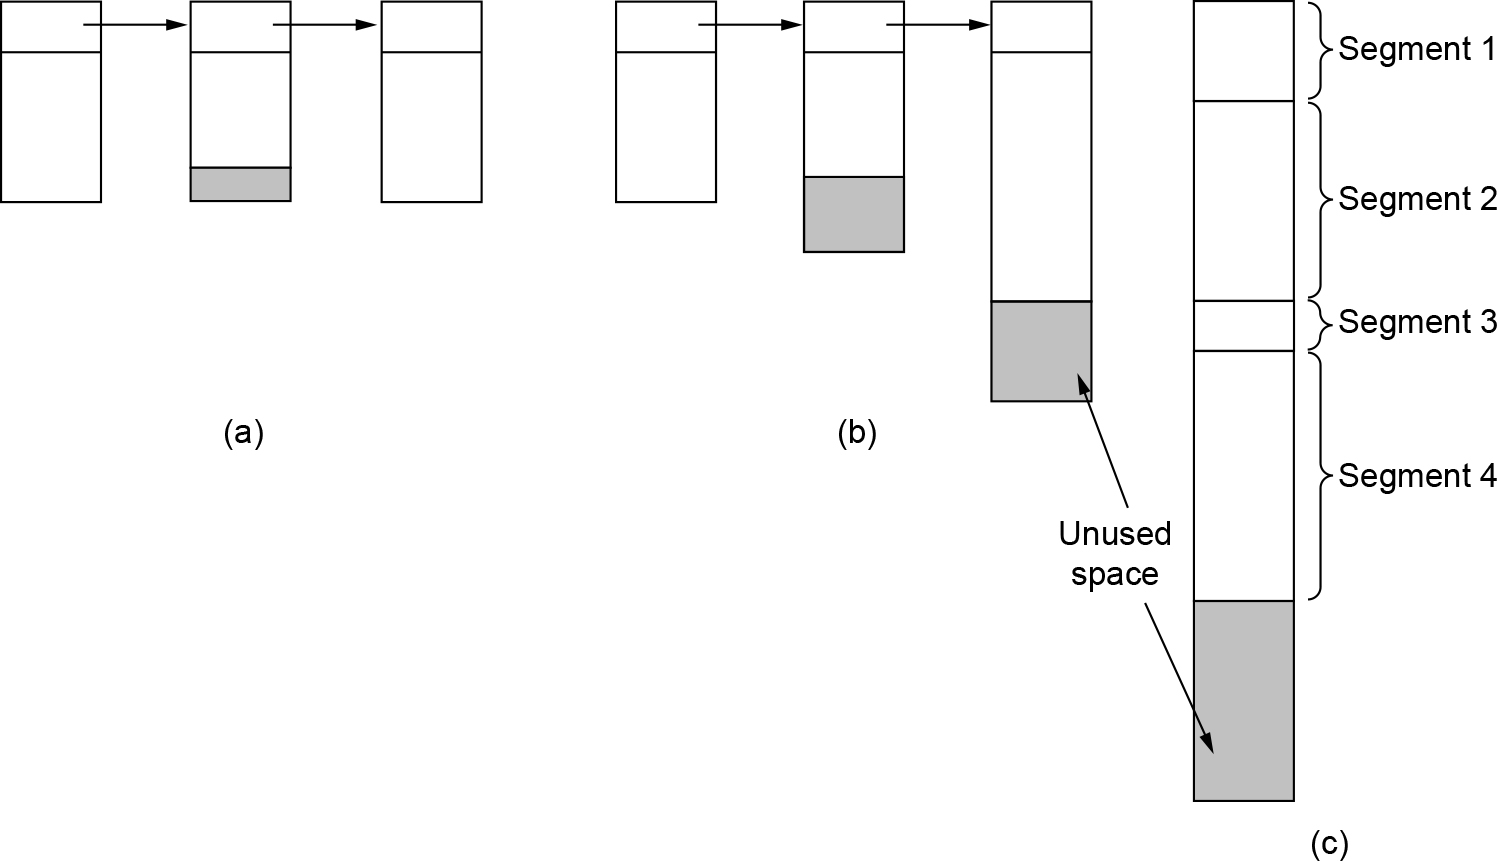 Segment 1
Segment 2
Segment 3
(a)
(b)
Segment 4
Unused
space
(c)